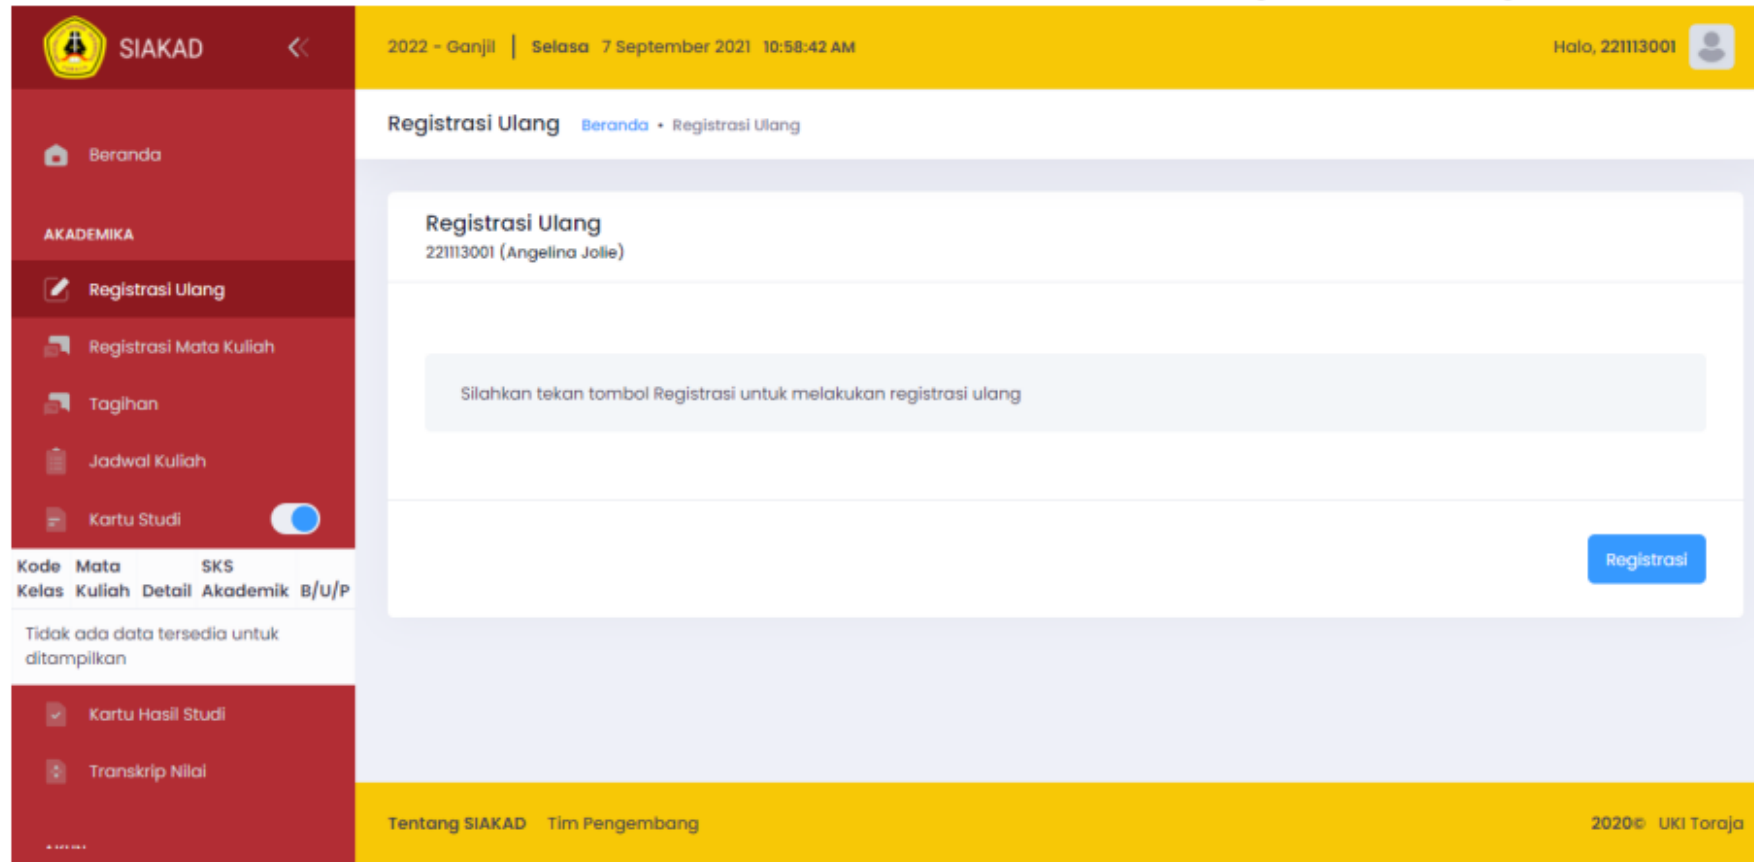 SIAKAD
2022 - Ganjil | Selasa 7 September 2021 10:58:42 AM
Halo, 221113001
Registrasi Ulang Beranda • Registrasi Ulang
Beranda
AKADEMIKA
Registrasi Ulang
Registrasi Mata Kuliah
Tagihan
Jadwal Kuliah
Kartu Studi
Kode Mata SKS
Kelas Kuliah Detail Akademik B/U/P
Tidak ada data tersedia untuk
ditampilkan
Kartu Hasil Studi
Transkrip Nilai
Registrasi Ulang
221113001 (Angelina Jolie)
Silahkan tekan tombol Registrasi untuk melakukan registrasi ulang
Registrasi
Tentang SIAKAD Tim Pengembang
2020© UKI Toraja